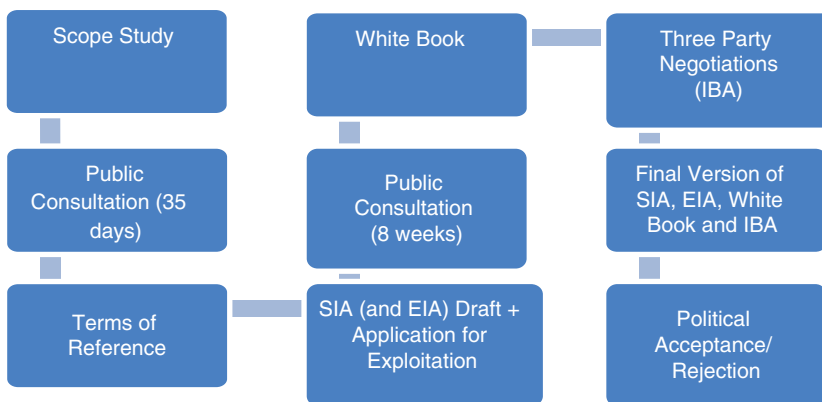 Scope Study
Public
Consultation (35
days)
Terms of
Reference
SIA (and EIA) Draft +
Application for
Exploitation
Public
Consultation
(8 weeks)
White Book
Three Party
Negotiations
(IBA)
Final Version of
SIA, EIA, White
Book and IBA
Political
Acceptance/
Rejection